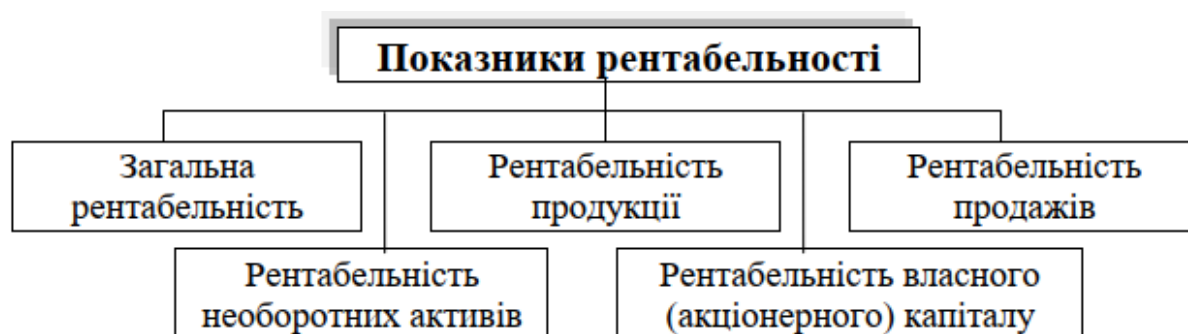 Показники рентабельності
Загальна
рентабельність
Рентабельність
продукції
Рентабельність
продажів
Рентабельність
необоротних активів
Рентабельність власного
(акціонерного) капіталу